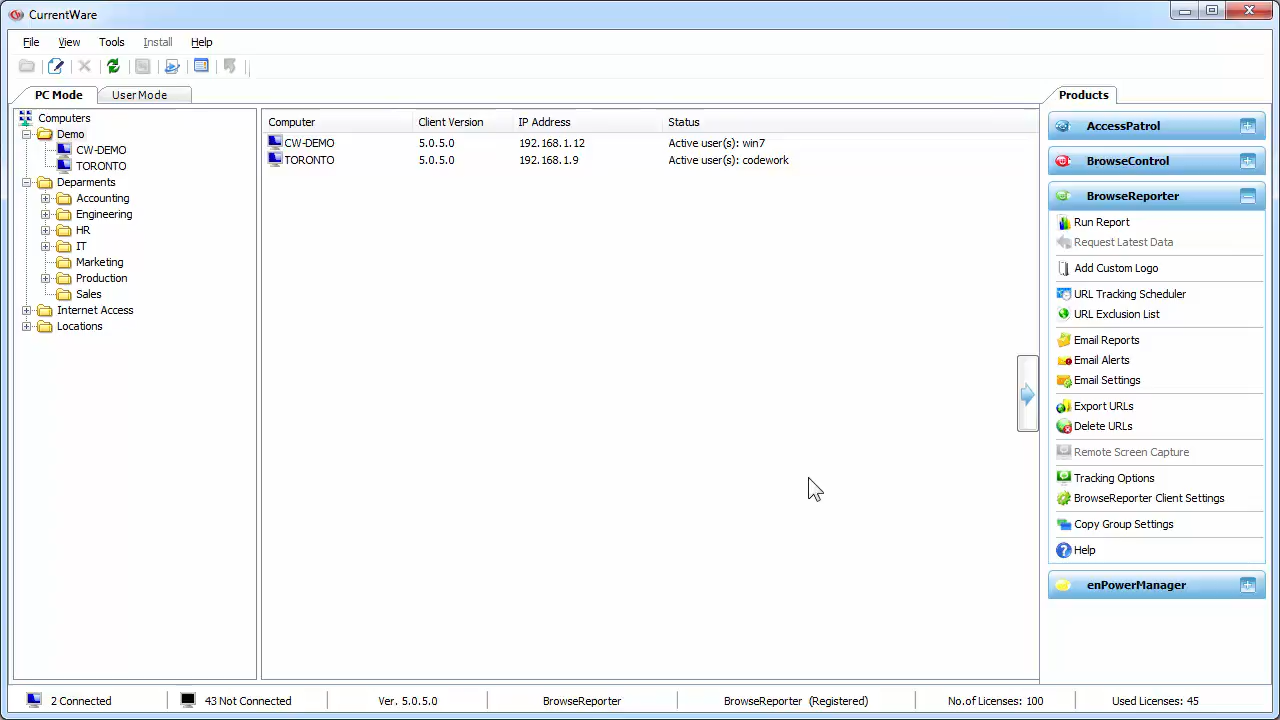 CurrentWare
File View Tools Install Help
PC Mode User Mode
Computers
Demo
CW-DEMO
TORONTO
Deparments
Accounting
Engineering
HR
IT
Marketing
Production
Sales
Internet Access
Locations
Computer Client Version IP Address Status
CW-DEMO 5.0.5.0 192.168.1.12 Active user(s): win7
TORONTO 5.0.5.0 192.168.1.9 Active user(s): codework
Products
AccessPatrol
BrowseControl
BrowseReporter
Run Report
Request Latest Data
Add Custom Logo
URL Tracking Scheduler
URL Exclusion List
Email Reports
Email Alerts
Email Settings
Export URLs
Delete URLs
Remote Screen Capture
Tracking Options
BrowseReporter Client Settings
Copy Group Settings
Help
enPowerManager
2 Connected 43 Not Connected Ver. 5.0.5.0 BrowseReporter BrowseReporter (Registered) No.of Licenses: 100 Used Licenses: 45